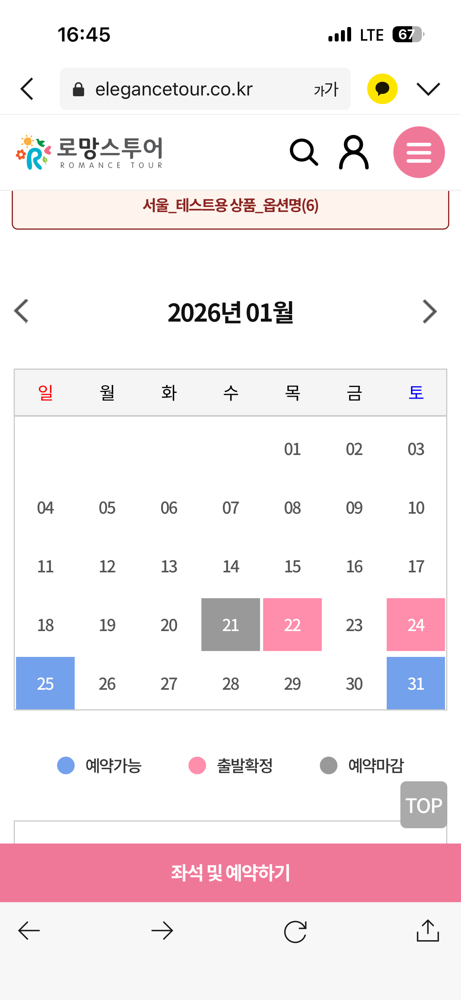 16:45 LTE 67
elegancetour.co.kr 가가
로망스투어
ROMANCE TOUR
서울_테스트용 상품_옵션명(6)
2026년 01월
일 월 화 수 목 금 토
01 02 03
04 05 06 07 08 09 10
11 12 13 14 15 16 17
18 19 20 21 22 23 24
25 26 27 28 29 30 31
예약가능 출발확정 예약마감
TOP
좌석 및 예약하기